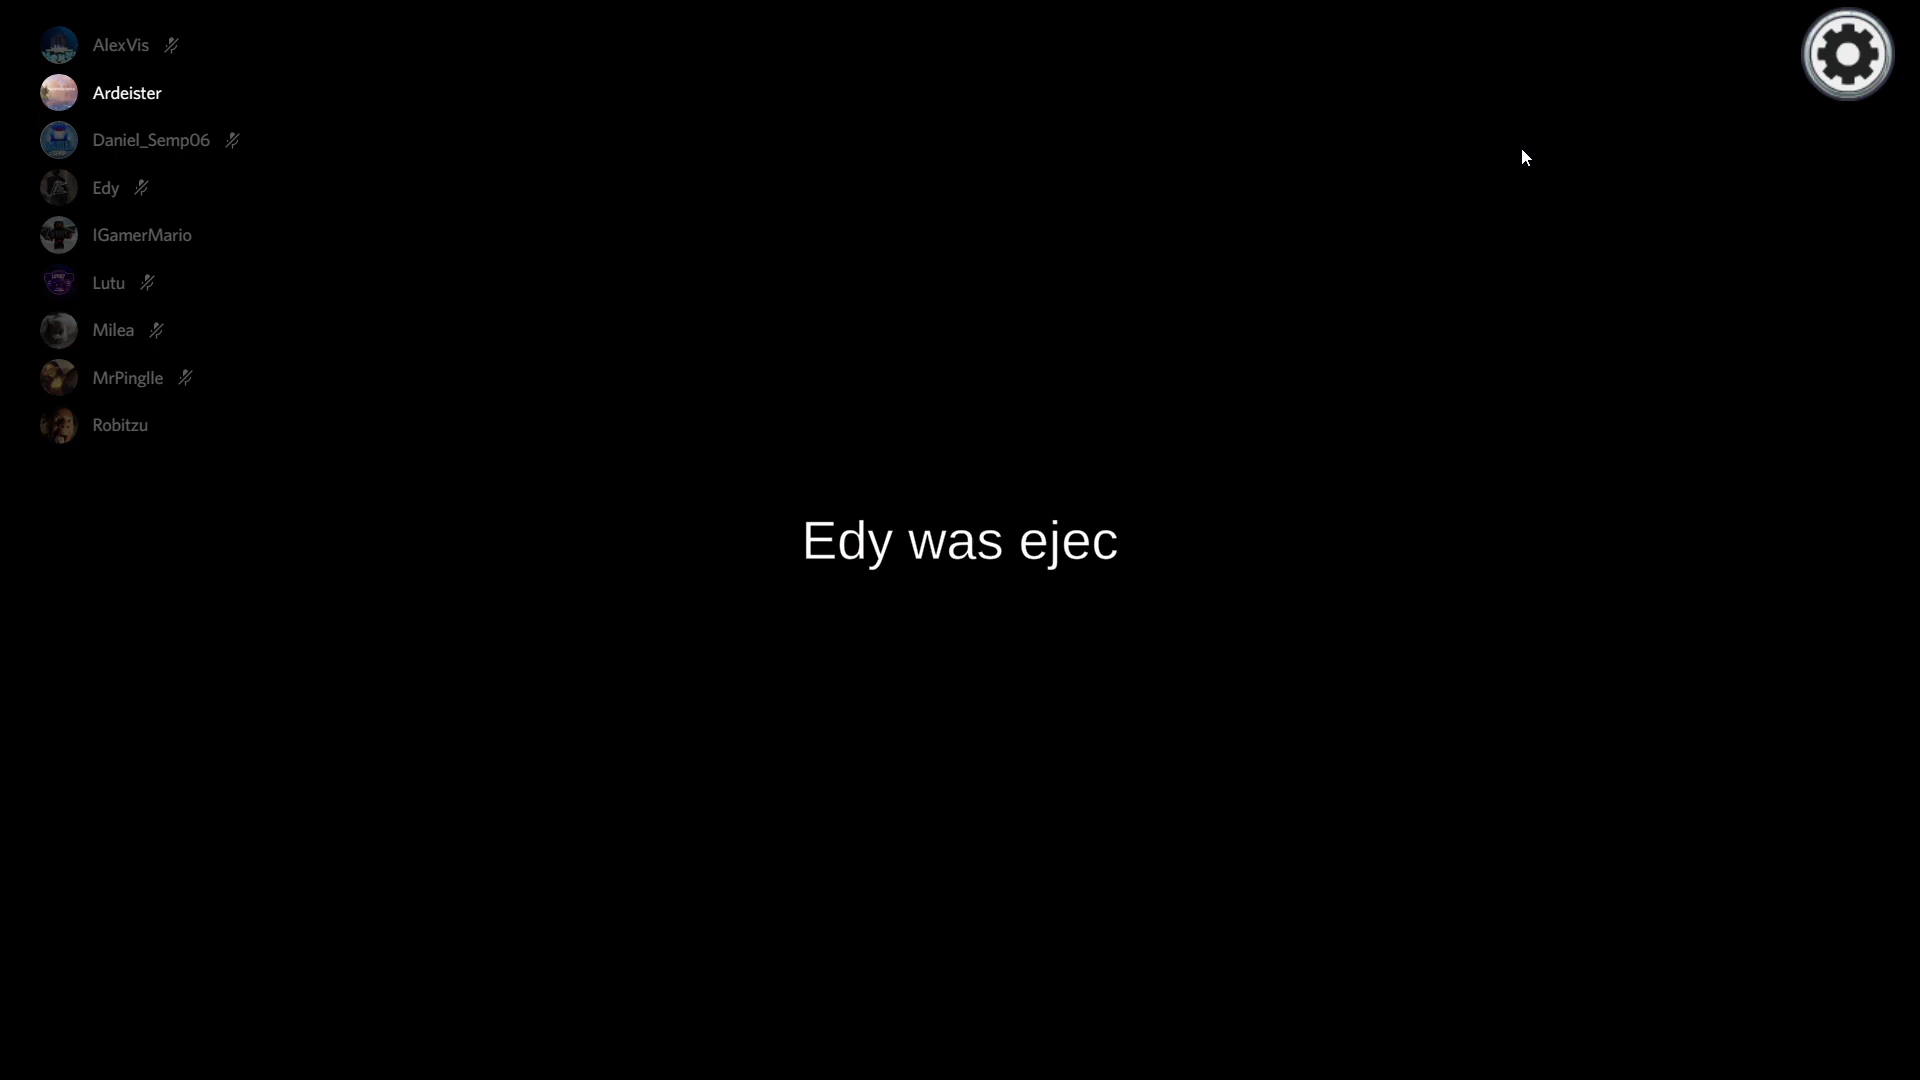 AlexVis
Ardeister
Daniel_Semp06
Edy
IGamerMario
Lutu
Milea
MrPinglle
Robitzu
Edy was ejec